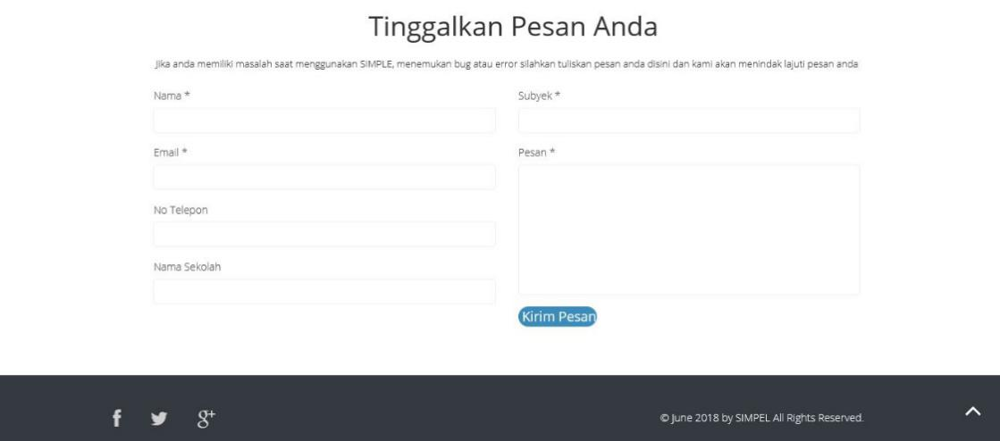 Tinggalkan Pesan Anda
Jika anda memiliki masalah saat menggunakan SIMPLE, menemukan bug atau error silahkan tuliskan pesan anda disini dan kami akan menindak lajuti pesan anda
Nama *
Email *
No Telepon
Nama Sekolah
Subyek *
Pesan *
Kirim Pesan
f g+
© June 2018 by SIMPEL All Rights Reserved.